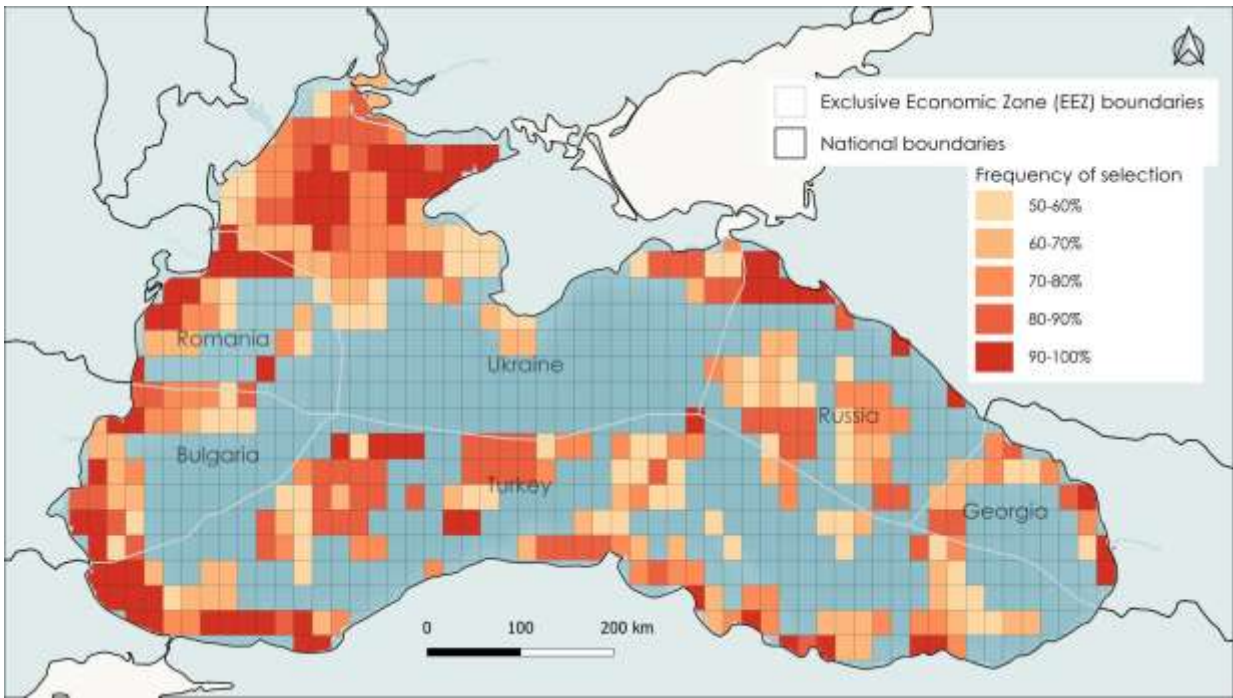 Exclusive Economic Zone (EEZ) boundaries
National boundaries
Frequency of selection
50-60%
60-70%
70-80%
80-90%
90-100%
Romania
Ukraine
Russia
Bulgaria
Turkey
Georgia
0 100 200 km